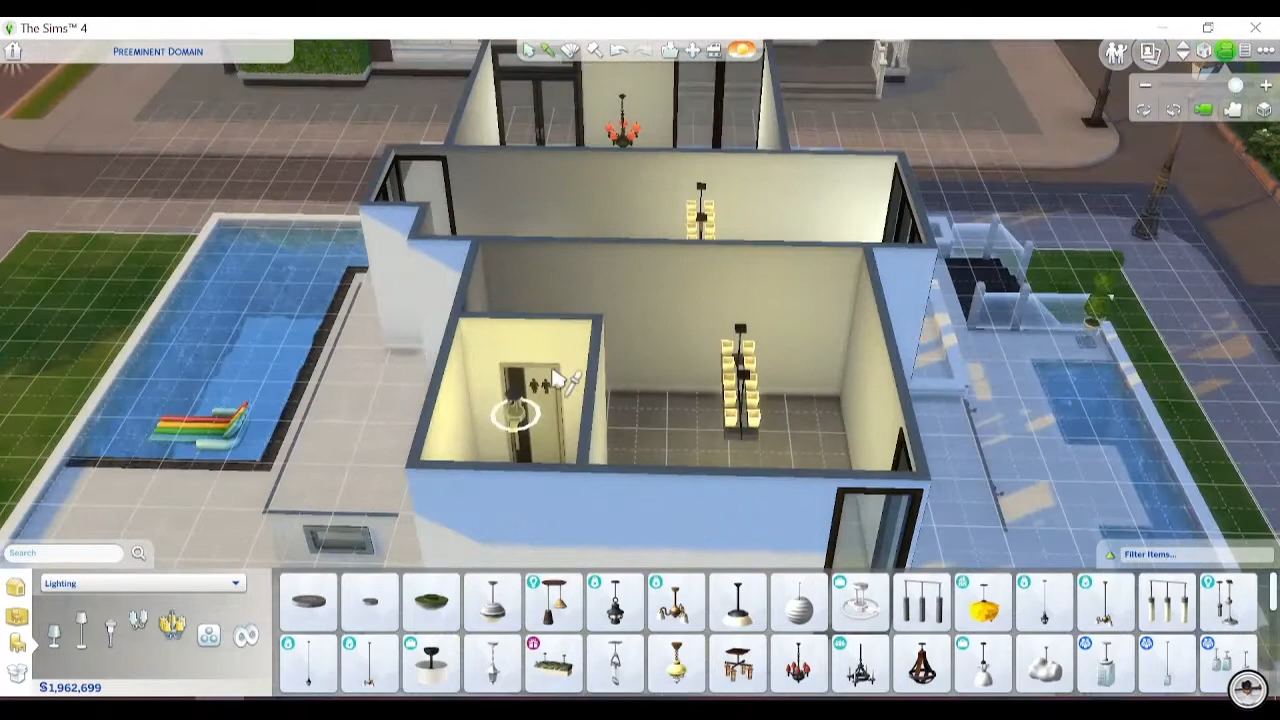 The Sims™ 4
PREEMINENT DOMAIN
Search
Filter Items...
Lighting
§1,962,699